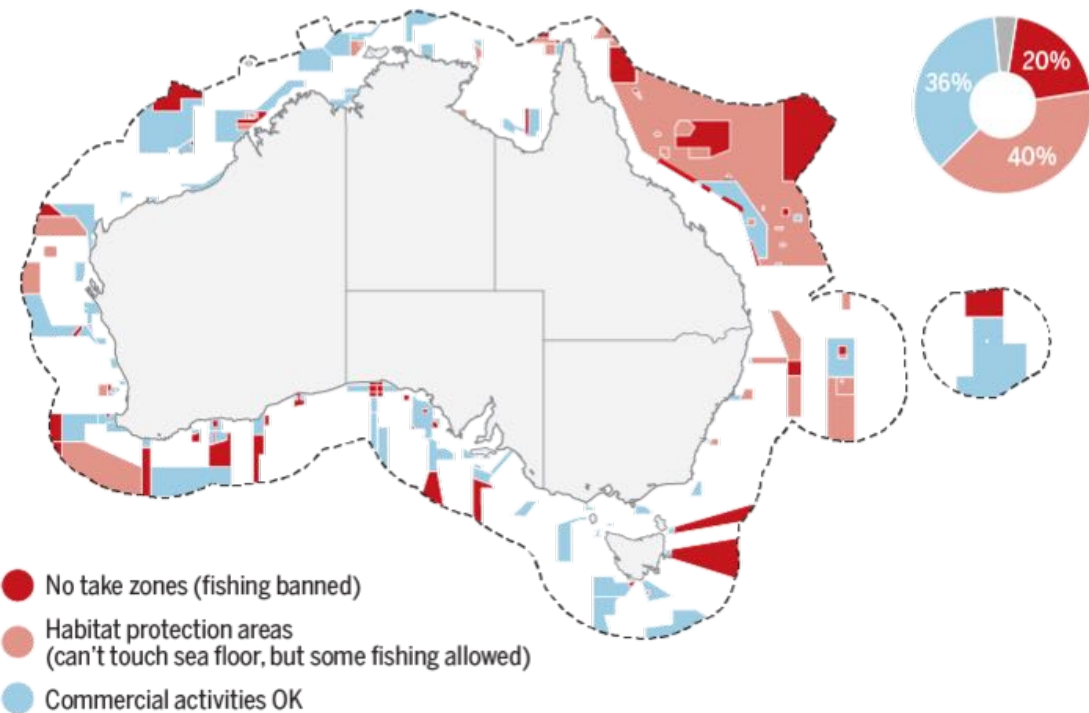 20%
36%
40%
No take zones (fishing banned)
Habitat protection areas
(can't touch sea floor, but some fishing allowed)
Commercial activities OK